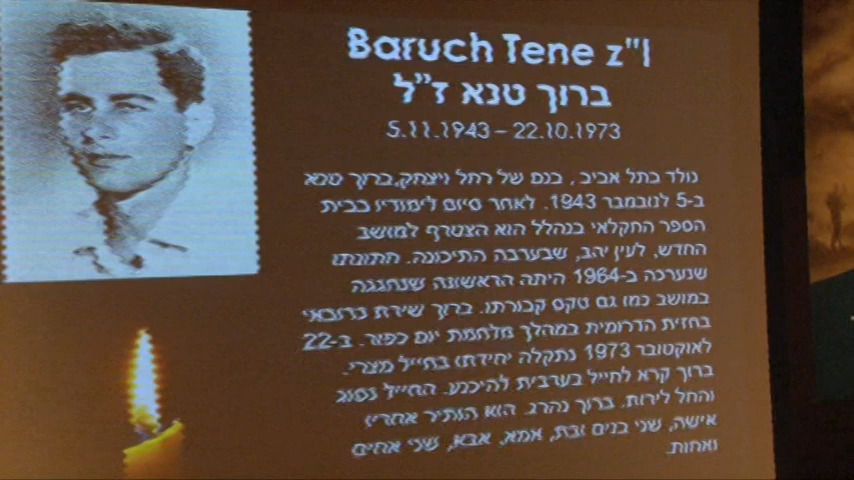 Baruch Tene z"l
ברוך טנא ז"ל
5.11.1943 – 22.10.1973
נולד בתל אביב, בנם של רחל ויצחק, ברוך טנא
ב-5 לנובמבר 1943. לאחר סיום לימודיו בבית
הספר החקלאי בנהלל הוא הצטרף למושב
החדש, לעין יהב, שבערבה התיכונה. חתונתו
שנערכה ב-1964 היתה הראשונה שנחגגה
במושב כמו גם טקס קבורתו. ברוך שירת כרובאי
בחזית הדרומית במהלך מלחמת יום כפור. ב-22
לאוקטובר 1973 נתקלה יחידתו בחייל מצרי.
ברוך קרא לחייל בערבית להיכנע. החייל נסוג
והחל לירות. ברוך נהרג. הוא הותיר אחריו
אישה, שני בנים ובת, אמא, אבא, שני אחים
ואחות.